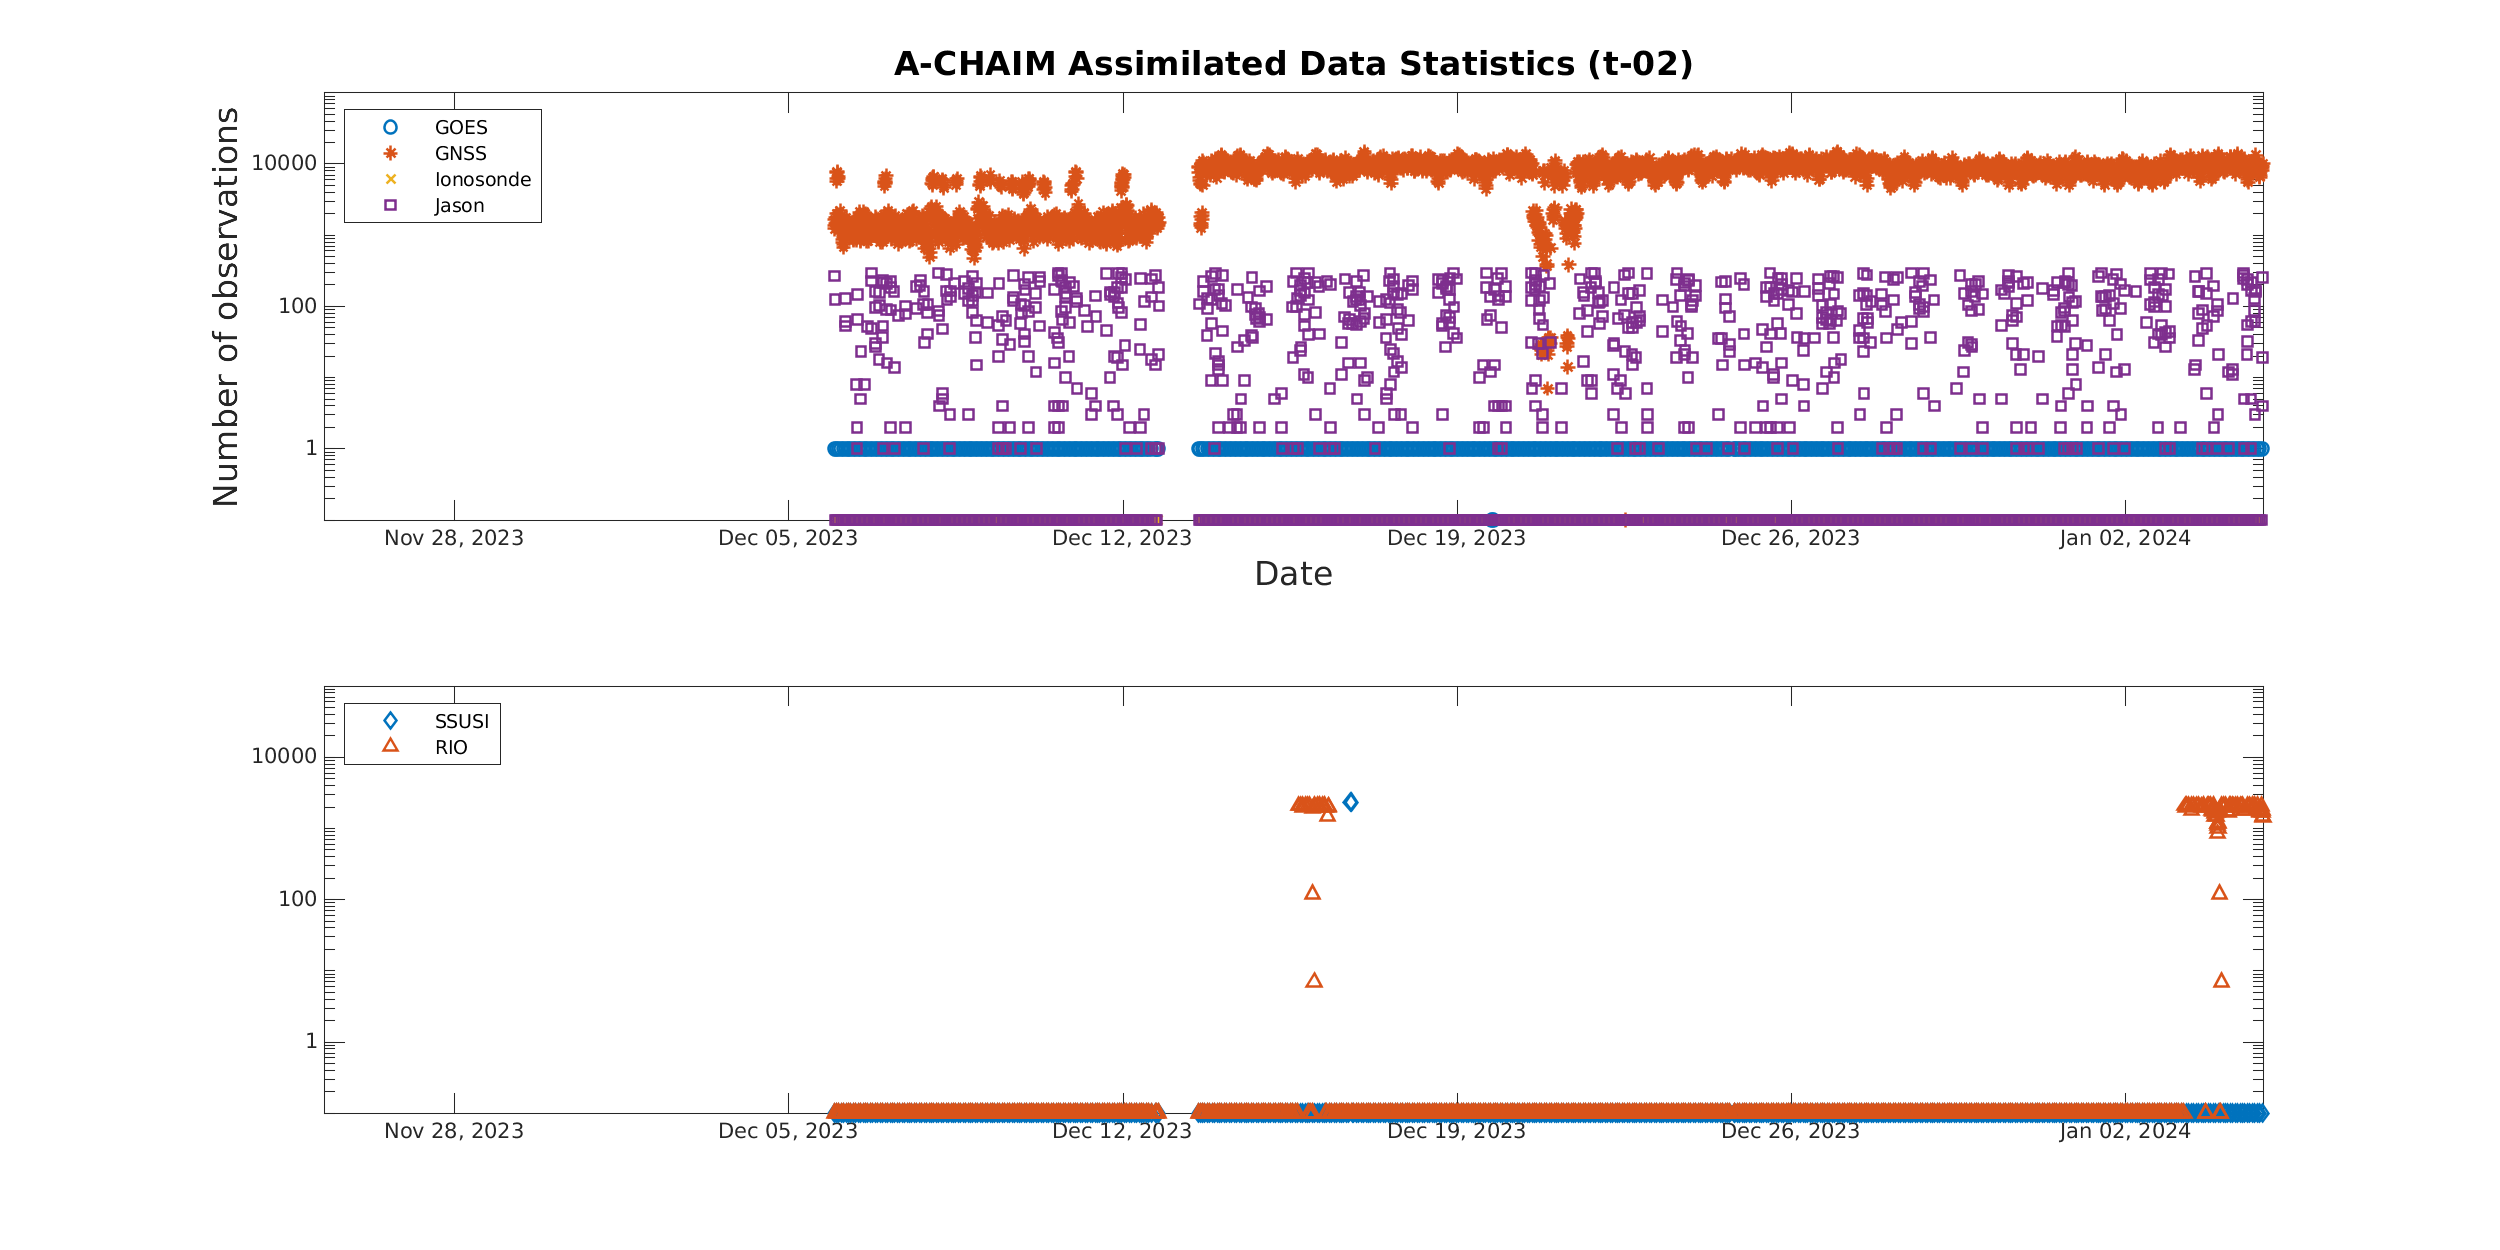 A-CHAIM Assimilated Data Statistics (t-02)
Number of observations
10000
100
1
GOES
GNSS
Ionosonde
Jason
Nov 28, 2023
Dec 05, 2023
Dec 12, 2023
Dec 19, 2023
Dec 26, 2023
Jan 02, 2024
Date
10000
100
1
SSUSI
RIO
Nov 28, 2023
Dec 05, 2023
Dec 12, 2023
Dec 19, 2023
Dec 26, 2023
Jan 02, 2024